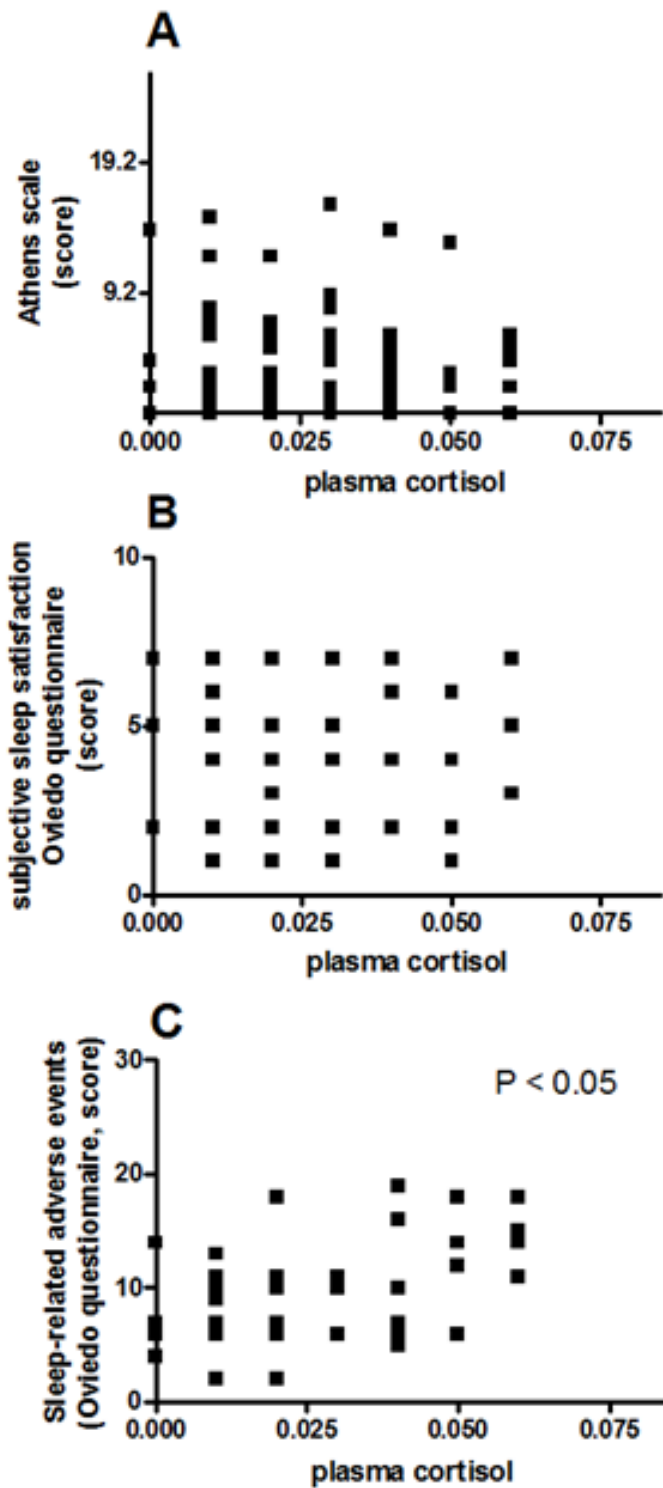 A
Athens scale
(score)
19.2
9.2
0.000 0.025 0.050 0.075
plasma cortisol
B
subjective sleep satisfaction
Oviedo questionnaire
(score)
10
5
0
0.000 0.025 0.050 0.075
plasma cortisol
C
Sleep-related adverse events
(Oviedo questionnaire, score)
P < 0.05
30
20
10
0
0.000 0.025 0.050 0.075
plasma cortisol